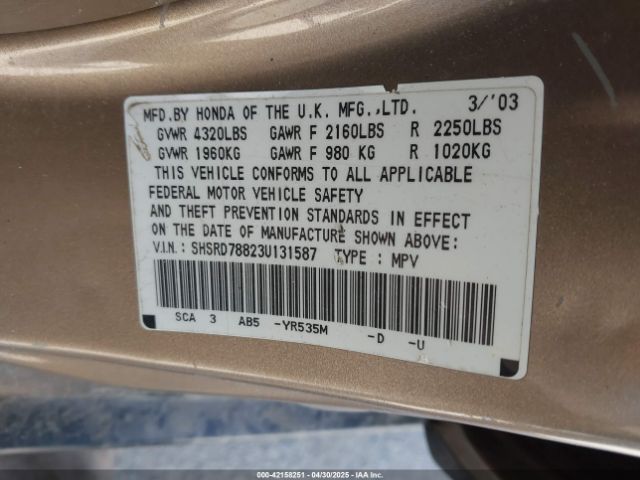 MFD.BY HONDA OF THE U.K. MFG.,LTD. 3/'03
GVWR 4320LBS GAWR F 2160LBS R 2250LBS
GVWR 1960KG GAWR F 980 KG R 1020KG
THIS VEHICLE CONFORMS TO ALL APPLICABLE
FEDERAL MOTOR VEHICLE SAFETY
AND THEFT PREVENTION STANDARDS IN EFFECT
ON THE DATE OF MANUFACTURE SHOWN ABOVE:
V.I.N.: SHSRD78823U131587 TYPE : MPV
SCA 3 AB5 -YR535M -D -U
000-42158251 - 04/30/2025 - IAA Inc.